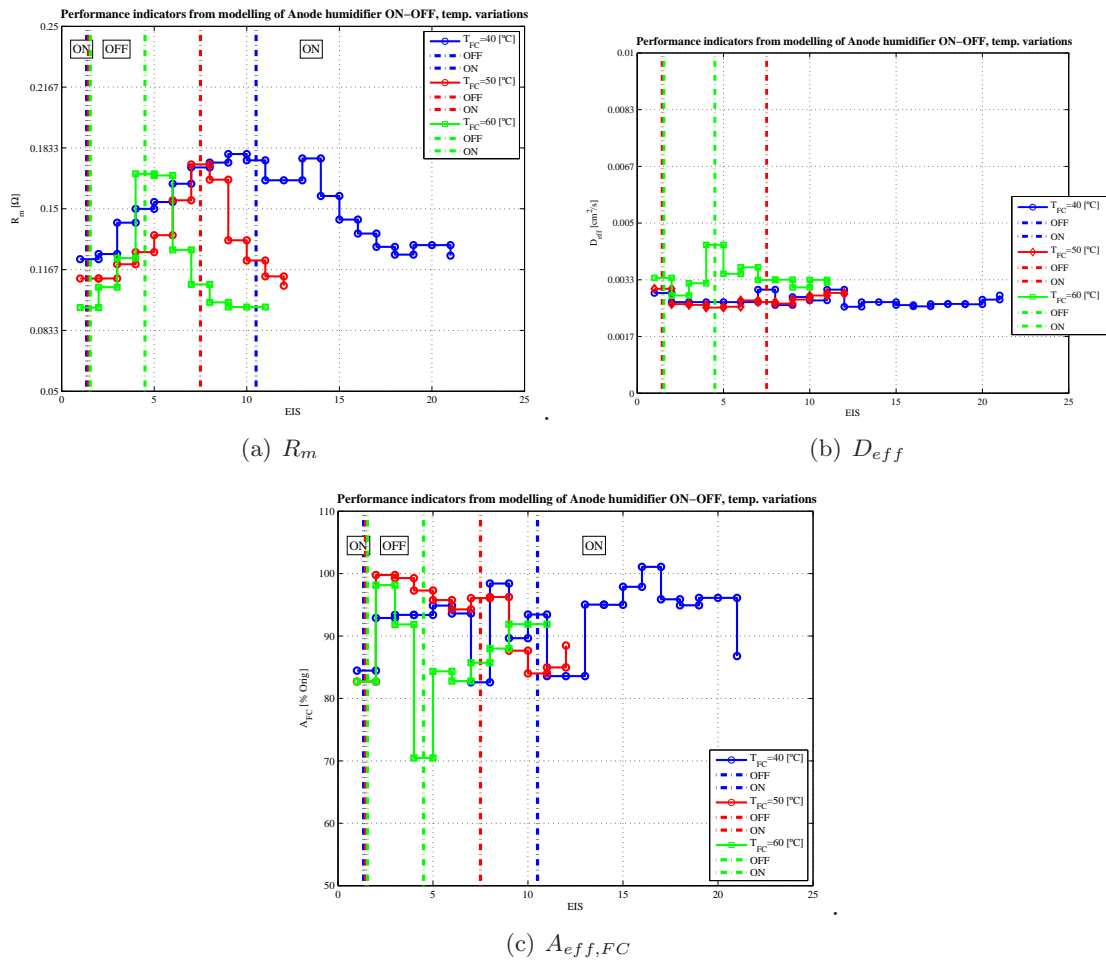 Performance indicators from modelling of Anode humidifier ON−OFF, temp. variations
0.25
0.2167
0.1833
0.15
0.1167
0.0833
0.05
R_m [Ω]
ON
OFF
ON
T_FC=40 [ºC]
OFF
ON
T_FC=50 [ºC]
OFF
ON
T_FC=60 [ºC]
OFF
ON
0
5
10
15
20
25
EIS
.
(a) R_m
Performance indicators from modelling of Anode humidifier ON−OFF, temp. variations
0.01
0.0083
0.0067
0.005
0.0033
0.0017
0
D_eff [cm²/s]
T_FC=40 [ºC]
OFF
ON
T_FC=50 [ºC]
OFF
ON
T_FC=60 [ºC]
OFF
ON
0
5
10
15
20
25
EIS
(b) D_eff
Performance indicators from modelling of Anode humidifier ON−OFF, temp. variations
110
100
90
80
70
60
50
A_FC [% Orig]
ON
OFF
ON
T_FC=40 [ºC]
OFF
ON
T_FC=50 [ºC]
OFF
ON
T_FC=60 [ºC]
OFF
ON
0
5
10
15
20
25
EIS
.
(c) A_eff,FC